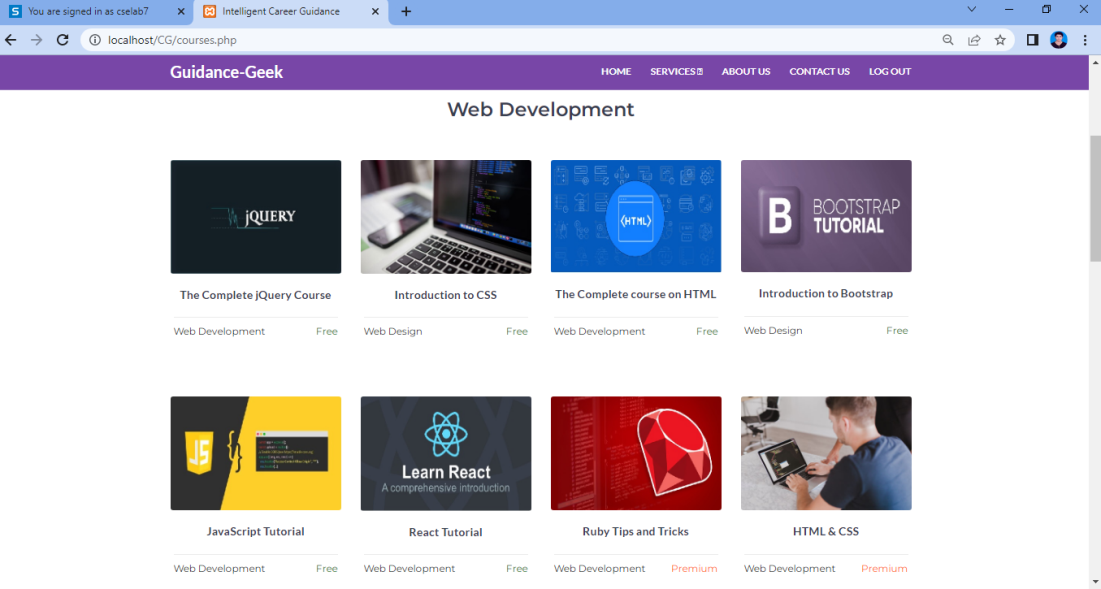 You are signed in as cselab7
Intelligent Career Guidance
localhost/CG/courses.php
Guidance-Geek
HOME SERVICES ABOUT US CONTACT US LOG OUT
Web Development
jQUERY
<HTML>
B BOOTSTRAP
TUTORIAL
The Complete jQuery Course
Introduction to CSS
The Complete course on HTML
Introduction to Bootstrap
Web Development Free
Web Design Free
Web Development Free
Web Design Free
JS
Learn React
A comprehensive introduction
JavaScript Tutorial
React Tutorial
Ruby Tips and Tricks
HTML & CSS
Web Development Free
Web Development Free
Web Development Premium
Web Development Premium